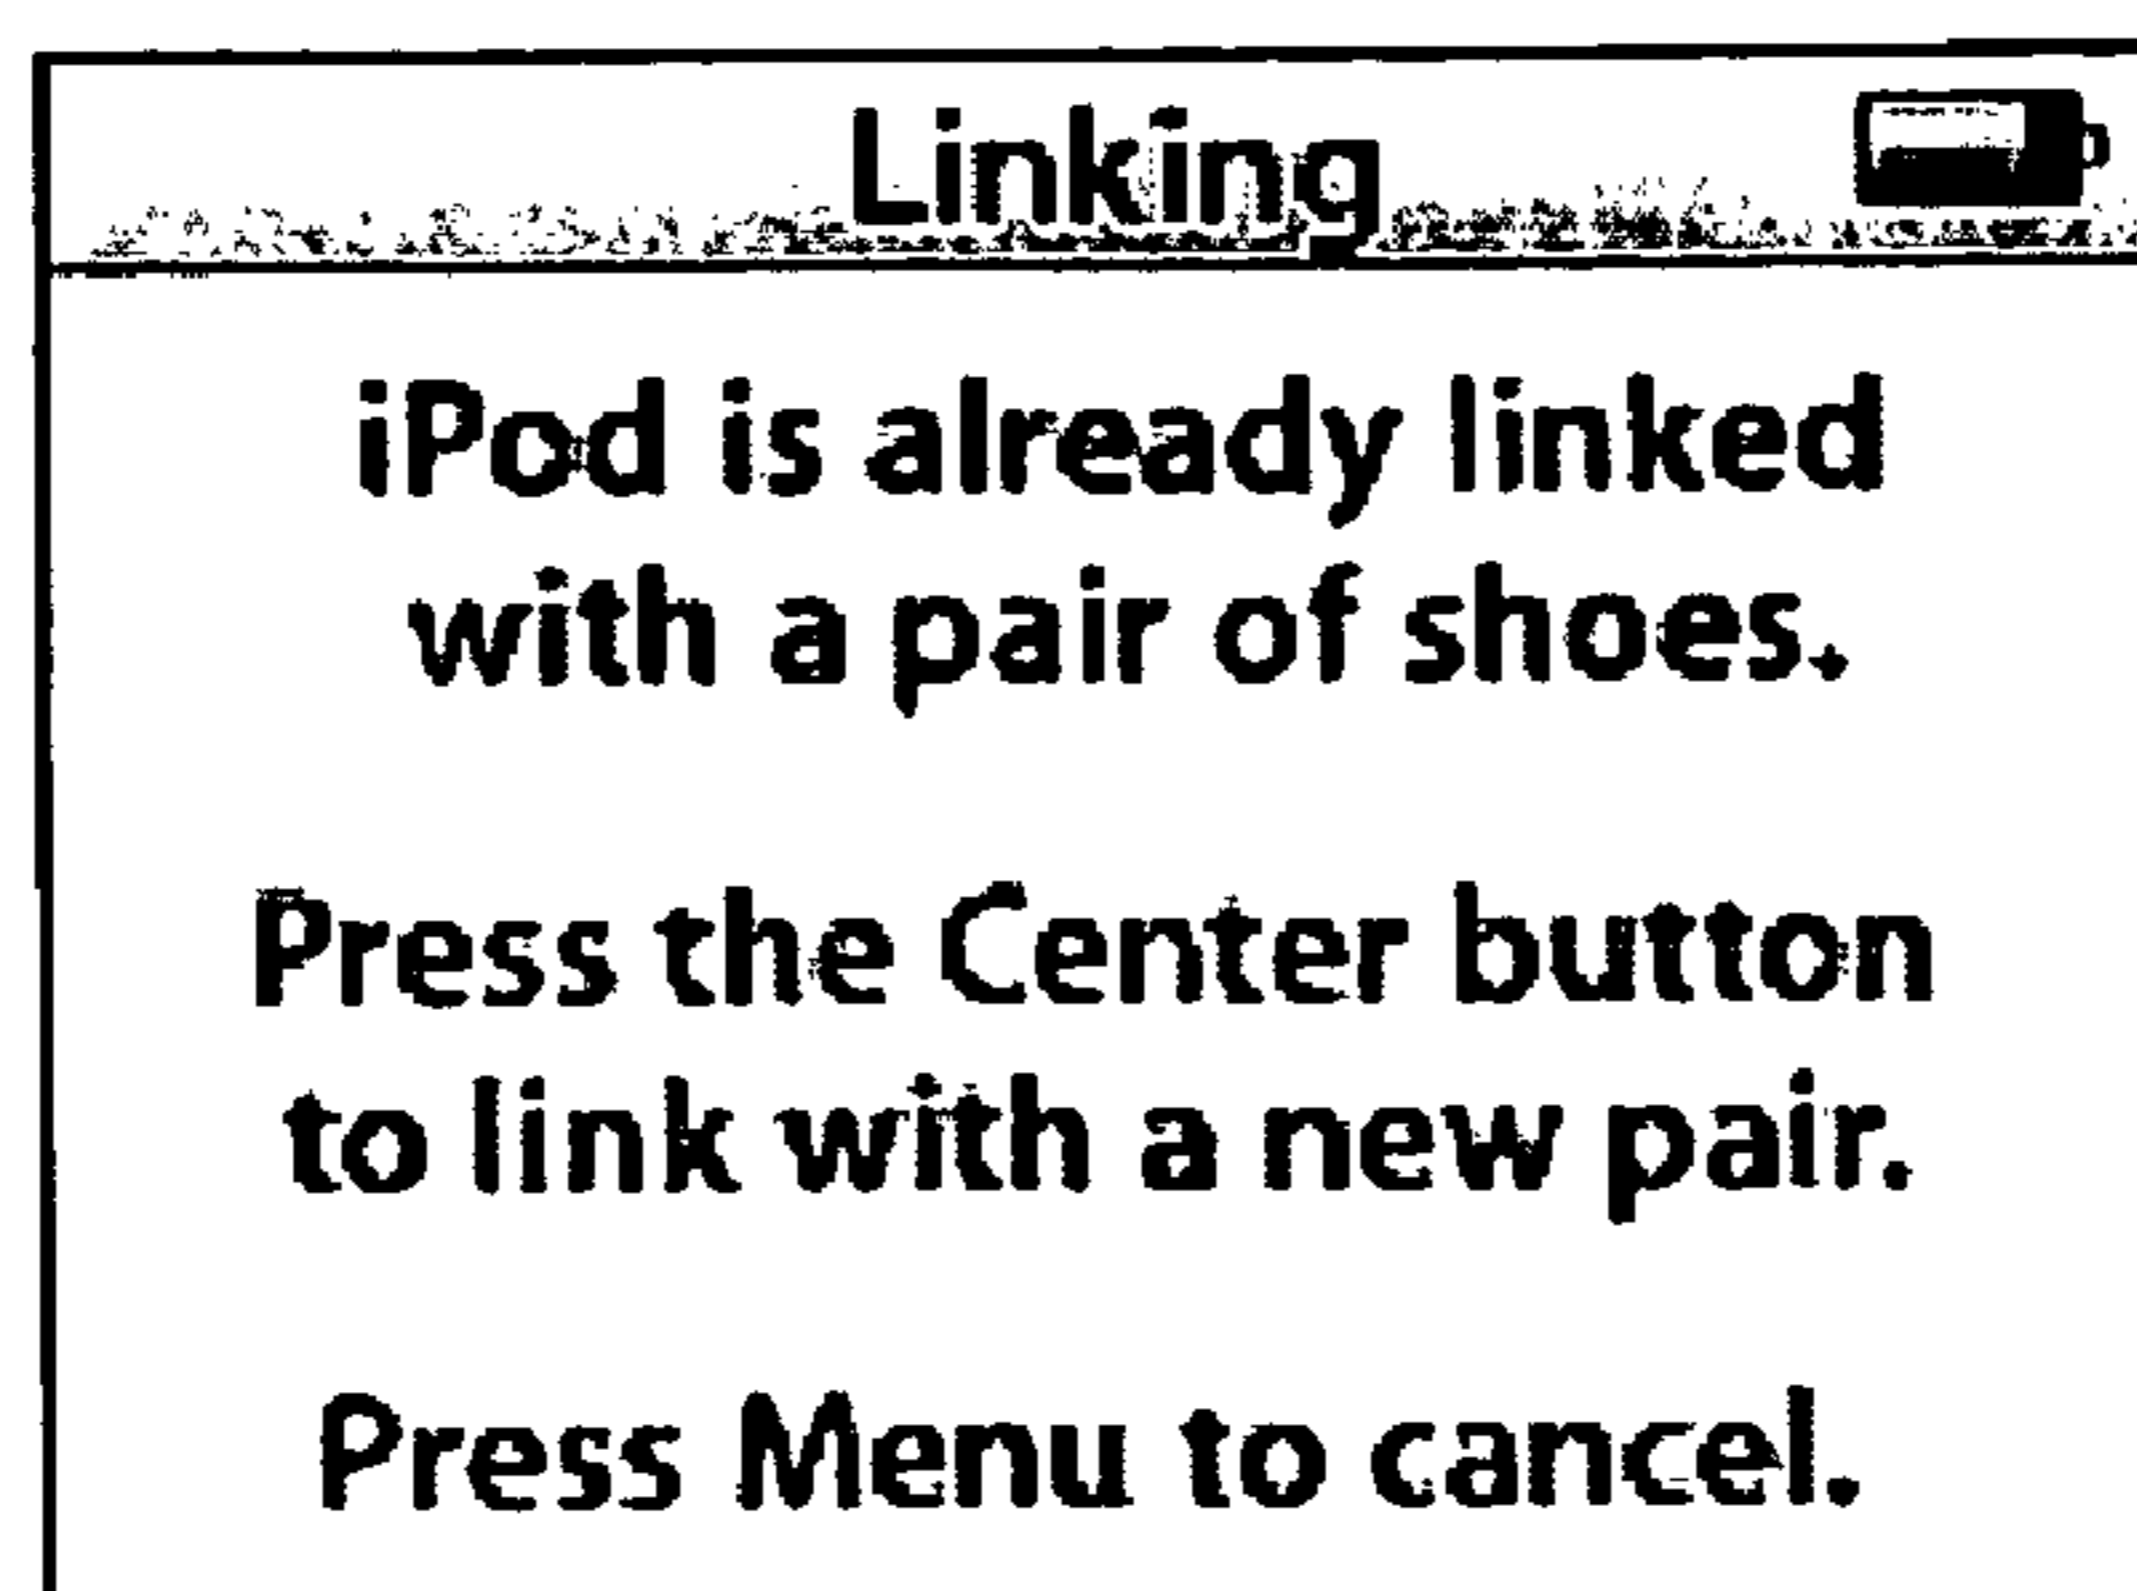 Linking
iPod is already linked
with a pair of shoes.
Press the Center button
to link with a new pair.
Press Menu to cancel.